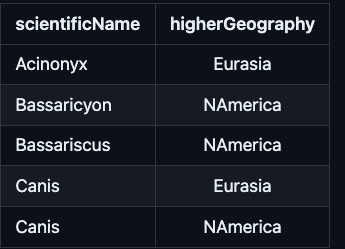 scientificName higherGeography
Acinonyx Eurasia
Bassaricyon NAmerica
Bassariscus NAmerica
Canis Eurasia
Canis NAmerica